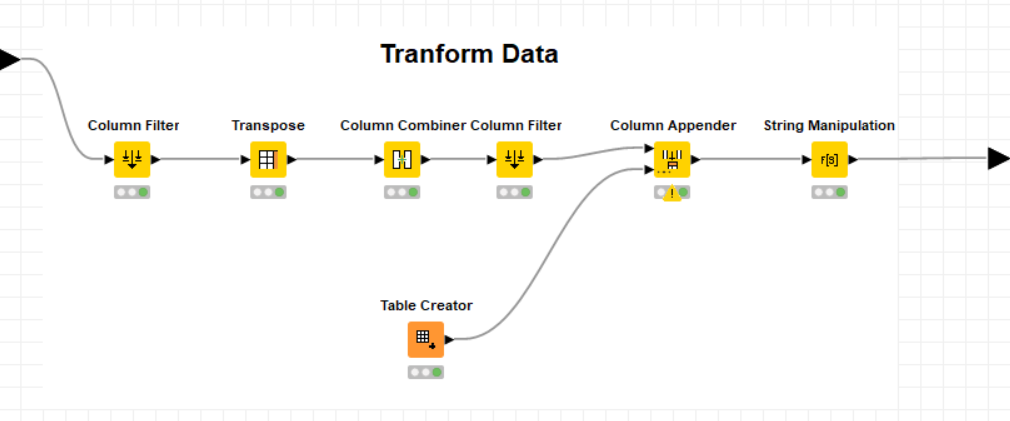 Tranform Data
Column Filter
Transpose
Column Combiner
Column Filter
Column Appender
String Manipulation
F[S]
Table Creator